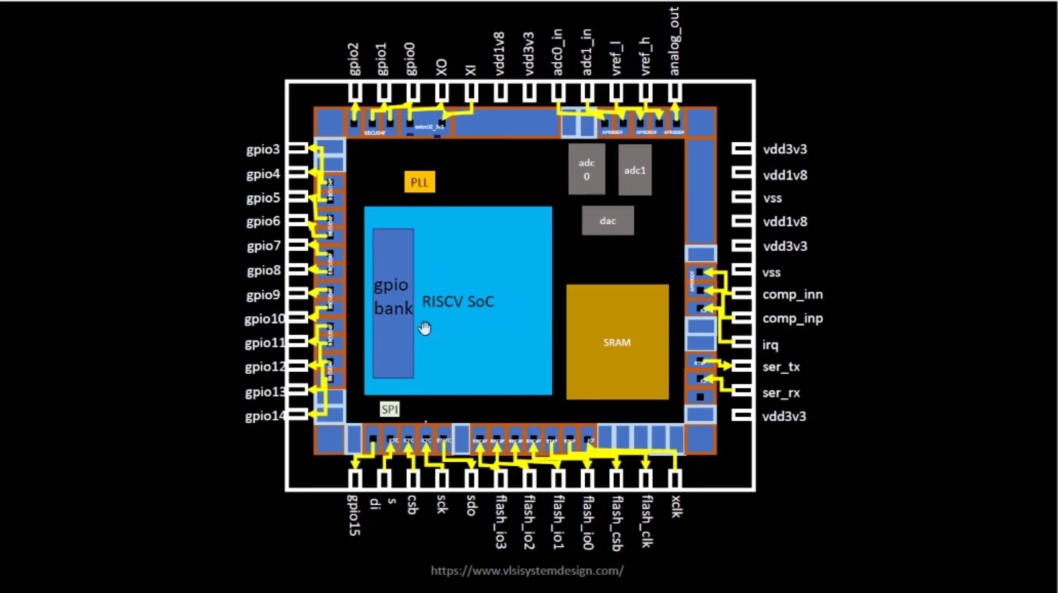 gpio2
gpio1
gpio0
XO
XI
vdd1v8
vdd3v3
adc0_in
adc1_in
vref_l
vref_h
analog_out
gpio3
gpio4
gpio5
gpio6
gpio7
gpio8
gpio9
gpio10
gpio11
gpio12
gpio13
gpio14
PLL
adc
0
adc1
dac
gpio
bank
RISCV SoC
SRAM
SPI
vdd3v3
vdd1v8
vss
vdd1v8
vdd3v3
vss
comp_inn
comp_inp
irq
ser_tx
ser_rx
vdd3v3
gpio15
di
s
csb
sck
sdo
flash_io3
flash_io2
flash_io1
flash_io0
flash_csb
flash_clk
xclk
https://www.vlsisystemdesign.com/